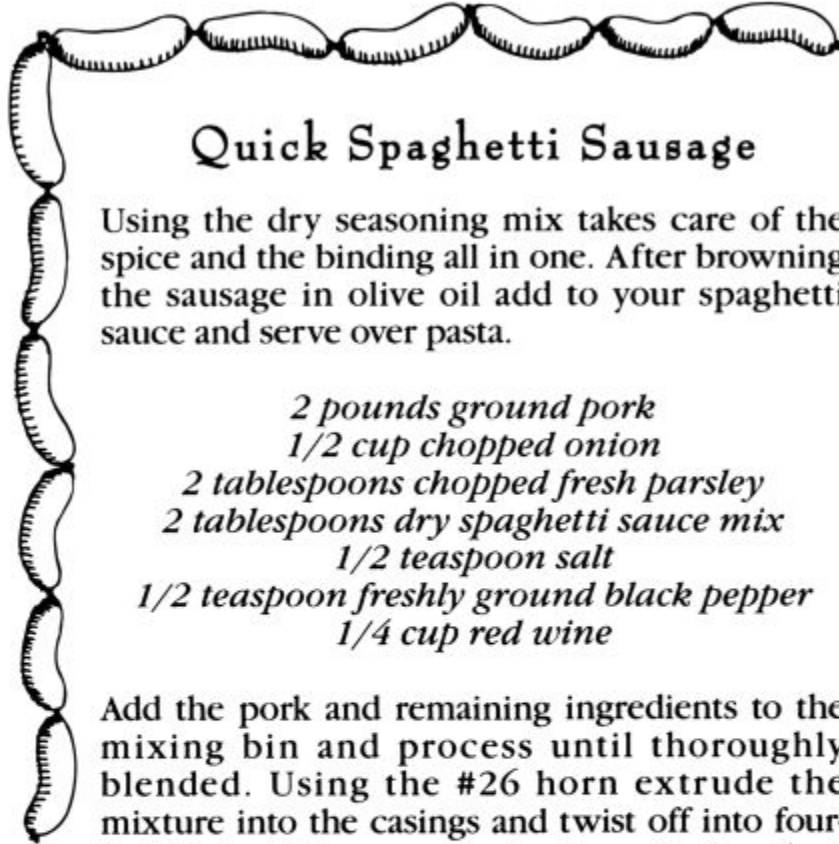 Quick Spaghetti Sausage
Using the dry seasoning mix takes care of the
spice and the binding all in one. After browning
the sausage in olive oil add to your spaghetti
sauce and serve over pasta.
2 pounds ground pork
1/2 cup chopped onion
2 tablespoons chopped fresh parsley
2 tablespoons dry spaghetti sauce mix
1/2 teaspoon salt
1/2 teaspoon freshly ground black pepper
1/4 cup red wine
Add the pork and remaining ingredients to the
mixing bin and process until thoroughly
blended. Using the #26 horn extrude the
mixture into the casings and twist off into four-